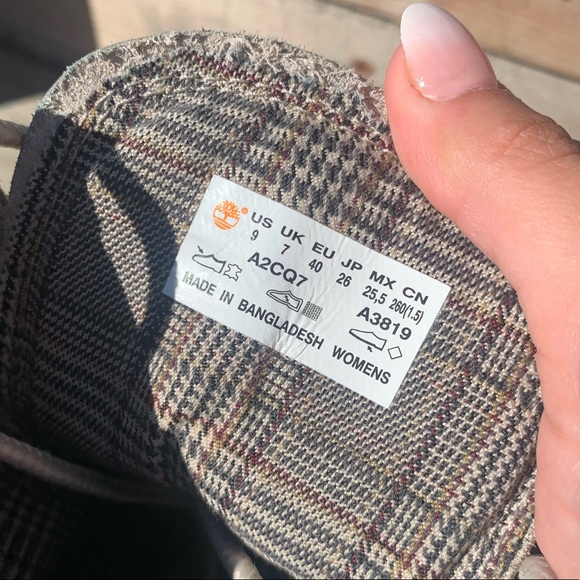 US UK EU JP MX CN
9 7 40 26 25,5 260(1.5)
A2CQ7 A3819
MADE IN BANGLADESH WOMENS